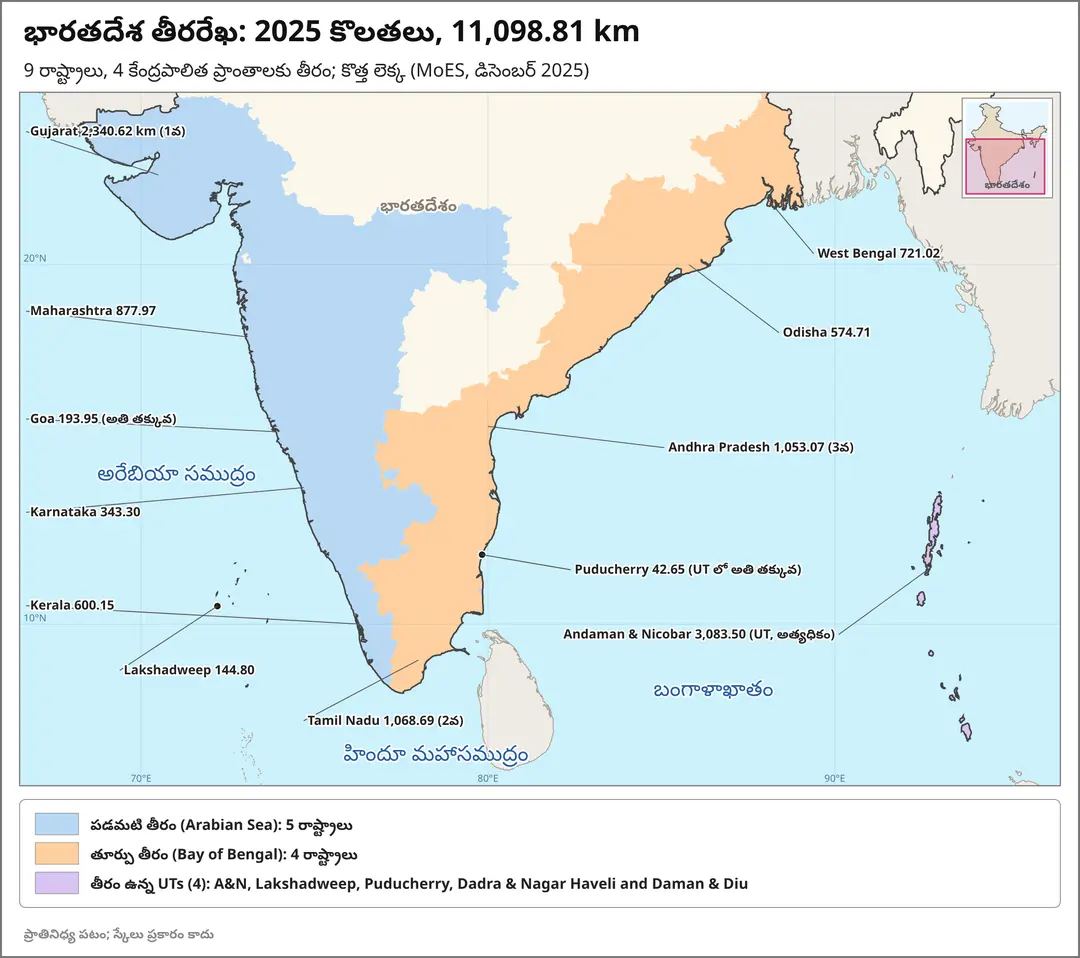 భారతదేశ తీరరేఖ: 2025 కొలతలు, 11,098.81 km
9 రాష్ట్రాలు, 4 కేంద్రపాలిత ప్రాంతాలకు తీరం; కొత్త లెక్క (MoES, డిసెంబర్ 2025)
Gujarat 2,340.62 km (1వ)
భారతదేశం
భారతదేశం
20°N
West Bengal 721.02
Maharashtra 877.97
Odisha 574.71
Goa 193.95 (అతి తక్కువ)
Andhra Pradesh 1,053.07 (3వ)
అరేబియా సముద్రం
Karnataka 343.30
Puducherry 42.65 (UT లో అతి తక్కువ)
Kerala 600.15
10°N
Andaman & Nicobar 3,083.50 (UT, అత్యధికం)
Lakshadweep 144.80
బంగాళాఖాతం
Tamil Nadu 1,068.69 (2వ)
హిందూ మహాసముద్రం
70°E
80°E
90°E
పడమటి తీరం (Arabian Sea): 5 రాష్ట్రాలు
తూర్పు తీరం (Bay of Bengal): 4 రాష్ట్రాలు
తీరం ఉన్న UTs (4): A&N, Lakshadweep, Puducherry, Dadra & Nagar Haveli and Daman & Diu
ప్రాతినిధ్య పటం; స్కేలు ప్రకారం కాదు